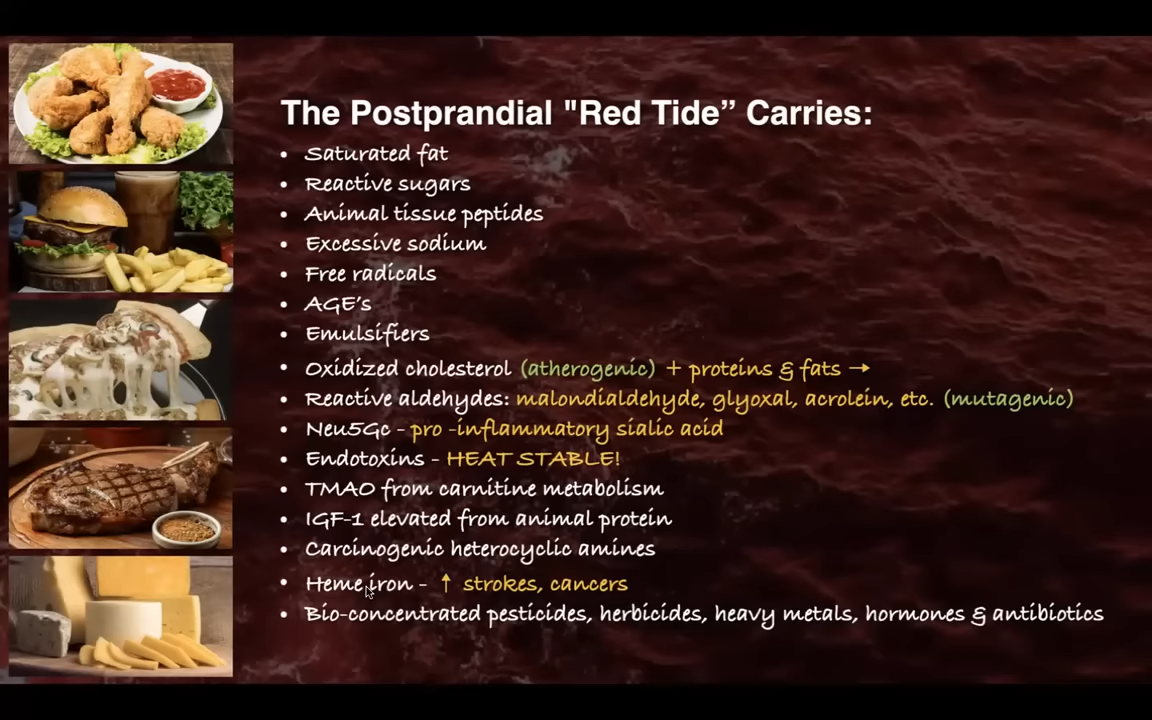 The Postprandial "Red Tide” Carries:
• Saturated fat
• Reactive sugars
• Animal tissue peptides
• Excessive sodium
• Free radicals
• AGE’s
• Emulsifiers
• Oxidized cholesterol (atherogenic) + proteins & fats →
• Reactive aldehydes: malondialdehyde, glyoxal, acrolein, etc. (mutagenic)
• Neu5Gc - pro -inflammatory sialic acid
• Endotoxins - HEAT STABLE!
• TMAO from carnitine metabolism
• IGF-1 elevated from animal protein
• Carcinogenic heterocyclic amines
• Heme iron - ↑ strokes, cancers
• Bio-concentrated pesticides, herbicides, heavy metals, hormones & antibiotics